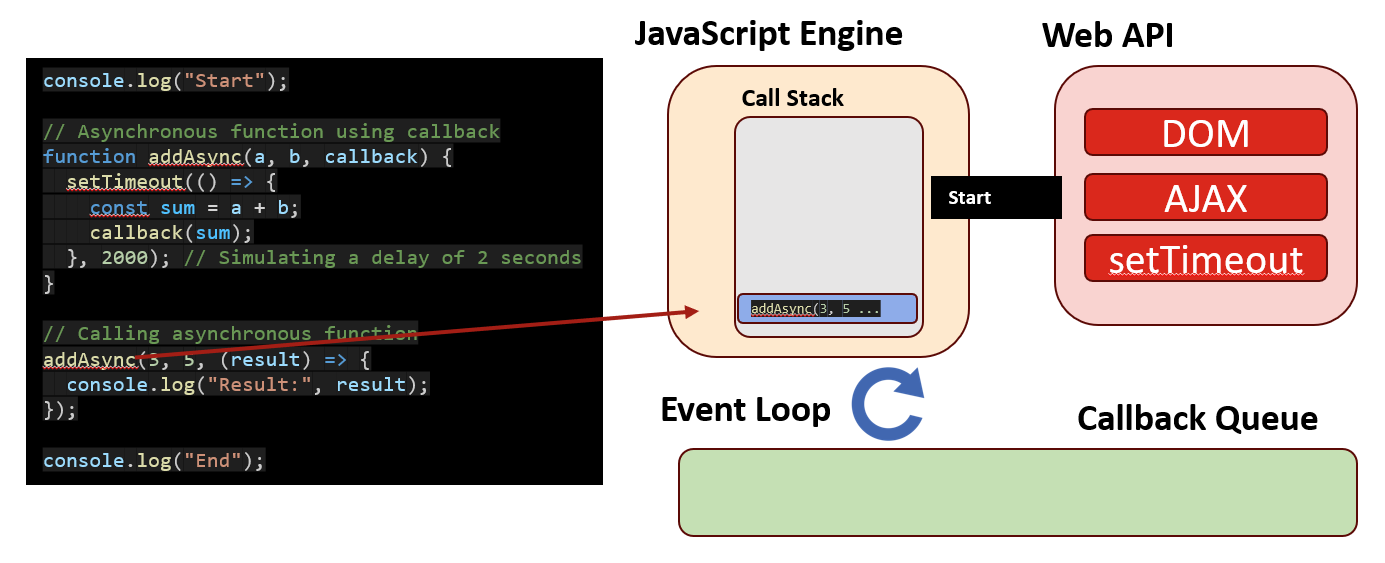 JavaScript Engine
Web API
console.log("Start");
// Asynchronous function using callback
function addAsync(a, b, callback) {
setTimeout(() => {
const sum = a + b;
callback(sum);
}, 2000); // Simulating a delay of 2 seconds
}
// Calling asynchronous function
addAsync(3, 5, (result) => {
console.log("Result:", result);
});
console.log("End");
Call Stack
addAsync(3, 5 ...
Start
DOM
AJAX
setTimeout
Event Loop
Callback Queue